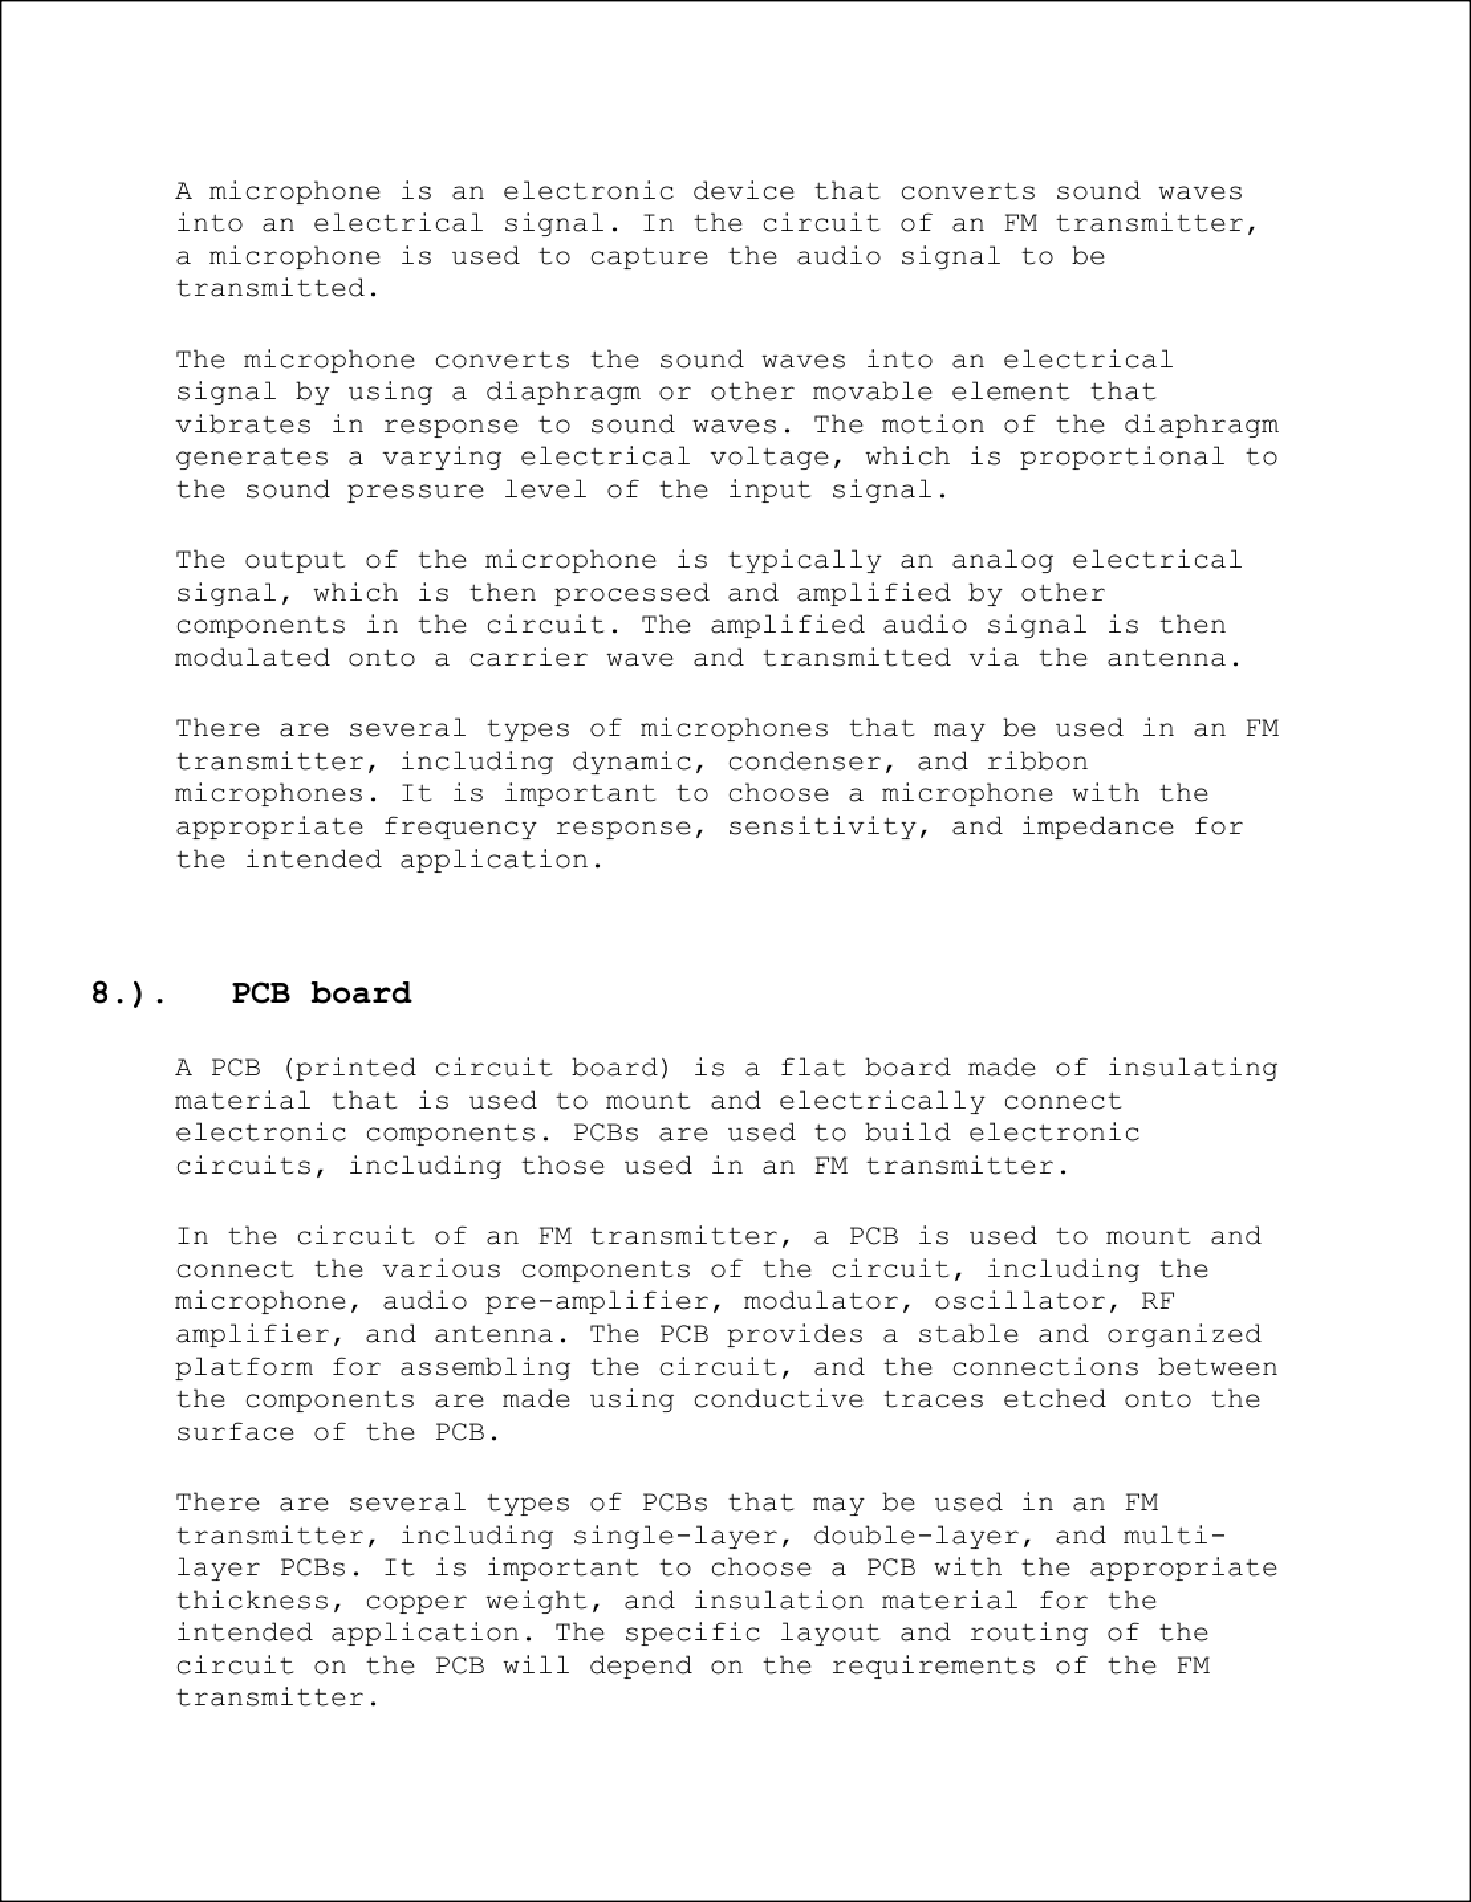 A microphone is an electronic device that converts sound waves
into an electrical signal. In the circuit of an FM transmitter,
a microphone is used to capture the audio signal to be
transmitted.
The microphone converts the sound waves into an electrical
signal by using a diaphragm or other movable element that
vibrates in response to sound waves. The motion of the diaphragm
generates a varying electrical voltage, which is proportional to
the sound pressure level of the input signal.
The output of the microphone is typically an analog electrical
signal, which is then processed and amplified by other
components in the circuit. The amplified audio signal is then
modulated onto a carrier wave and transmitted via the antenna.
There are several types of microphones that may be used in an FM
transmitter, including dynamic, condenser, and ribbon
microphones. It is important to choose a microphone with the
appropriate frequency response, sensitivity, and impedance for
the intended application.
8.). PCB board
A PCB (printed circuit board) is a flat board made of insulating
material that is used to mount and electrically connect
electronic components. PCBs are used to build electronic
circuits, including those used in an FM transmitter.
In the circuit of an FM transmitter, a PCB is used to mount and
connect the various components of the circuit, including the
microphone, audio pre-amplifier, modulator, oscillator, RF
amplifier, and antenna. The PCB provides a stable and organized
platform for assembling the circuit, and the connections between
the components are made using conductive traces etched onto the
surface of the PCB.
There are several types of PCBs that may be used in an FM
transmitter, including single-layer, double-layer, and multi-
layer PCBs. It is important to choose a PCB with the appropriate
thickness, copper weight, and insulation material for the
intended application. The specific layout and routing of the
circuit on the PCB will depend on the requirements of the FM
transmitter.